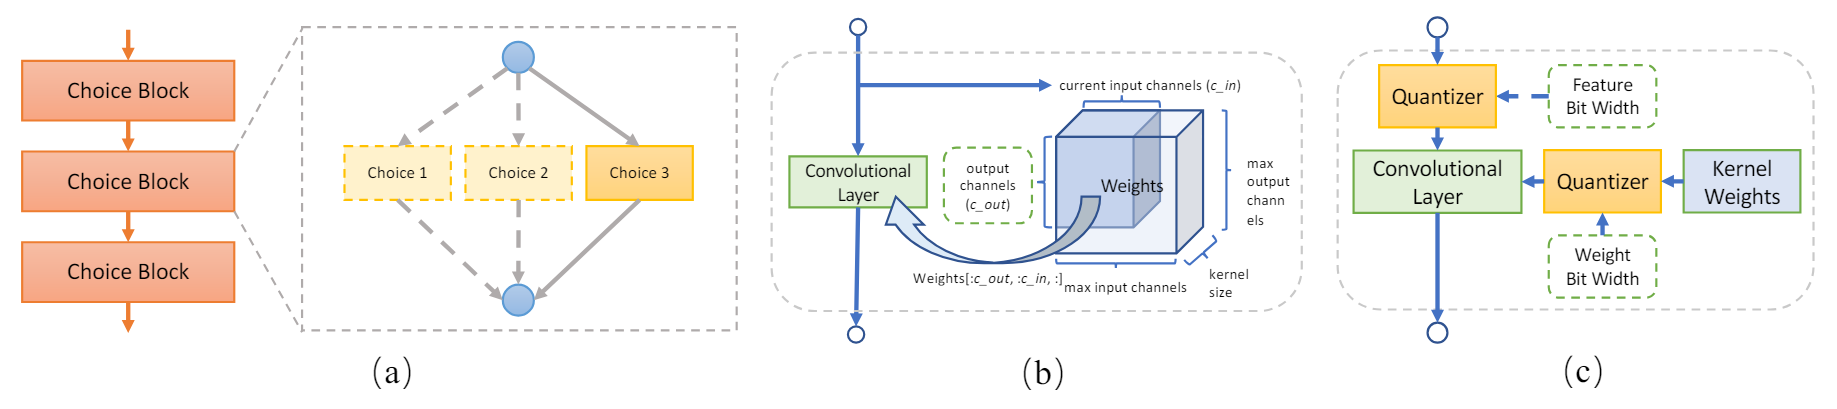 Choice Block
Choice Block
Choice Block
Choice 1
Choice 2
Choice 3
(a)
current input channels (c_in)
Convolutional
Layer
output
channels
(c_out)
Weights
max
output
chann
els
Weights[:c_out, :c_in, :]
max input channels
kernel
size
(b)
Quantizer
Feature
Bit Width
Convolutional
Layer
Quantizer
Kernel
Weights
Weight
Bit Width
(c)